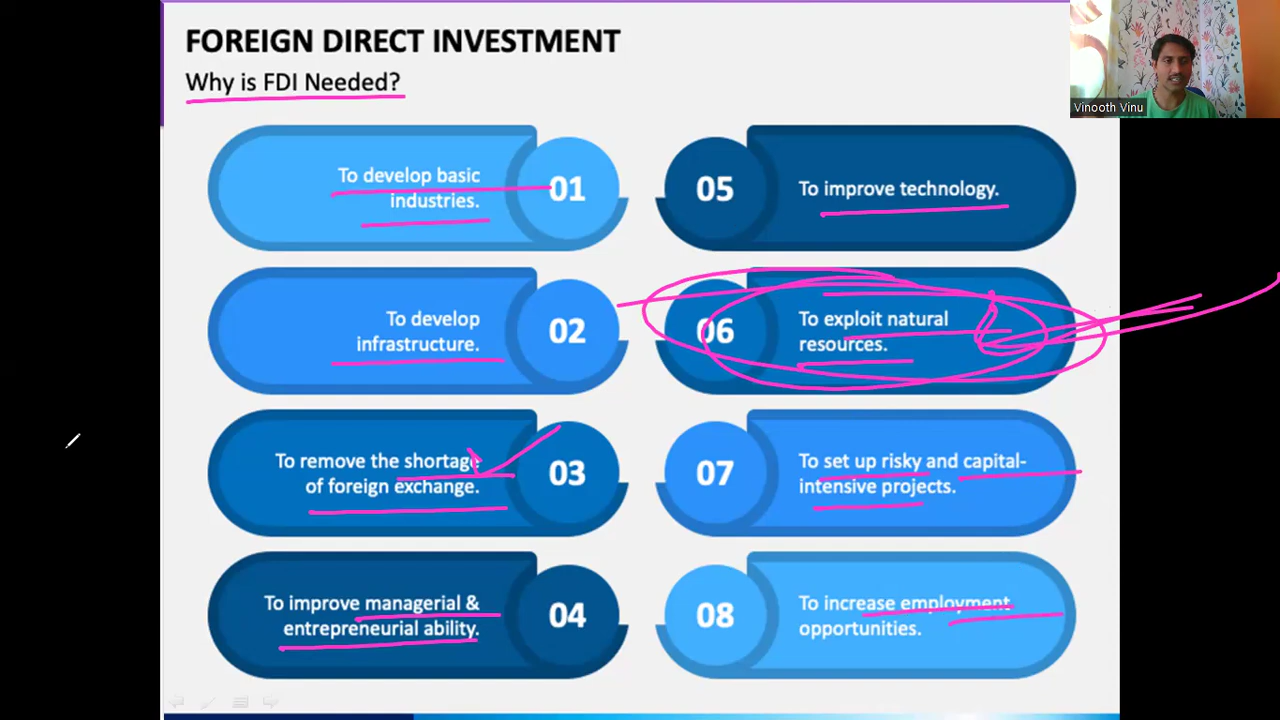 FOREIGN DIRECT INVESTMENT
Why is FDI Needed?
Vinooth Vinu
To develop basic
industries.
01
To develop
infrastructure.
02
To remove the shortage
of foreign exchange.
03
To improve managerial &
entrepreneurial ability.
04
05
To improve technology.
06
To exploit natural
resources.
07
To set up risky and capital-
intensive projects.
08
To increase employment
opportunities.